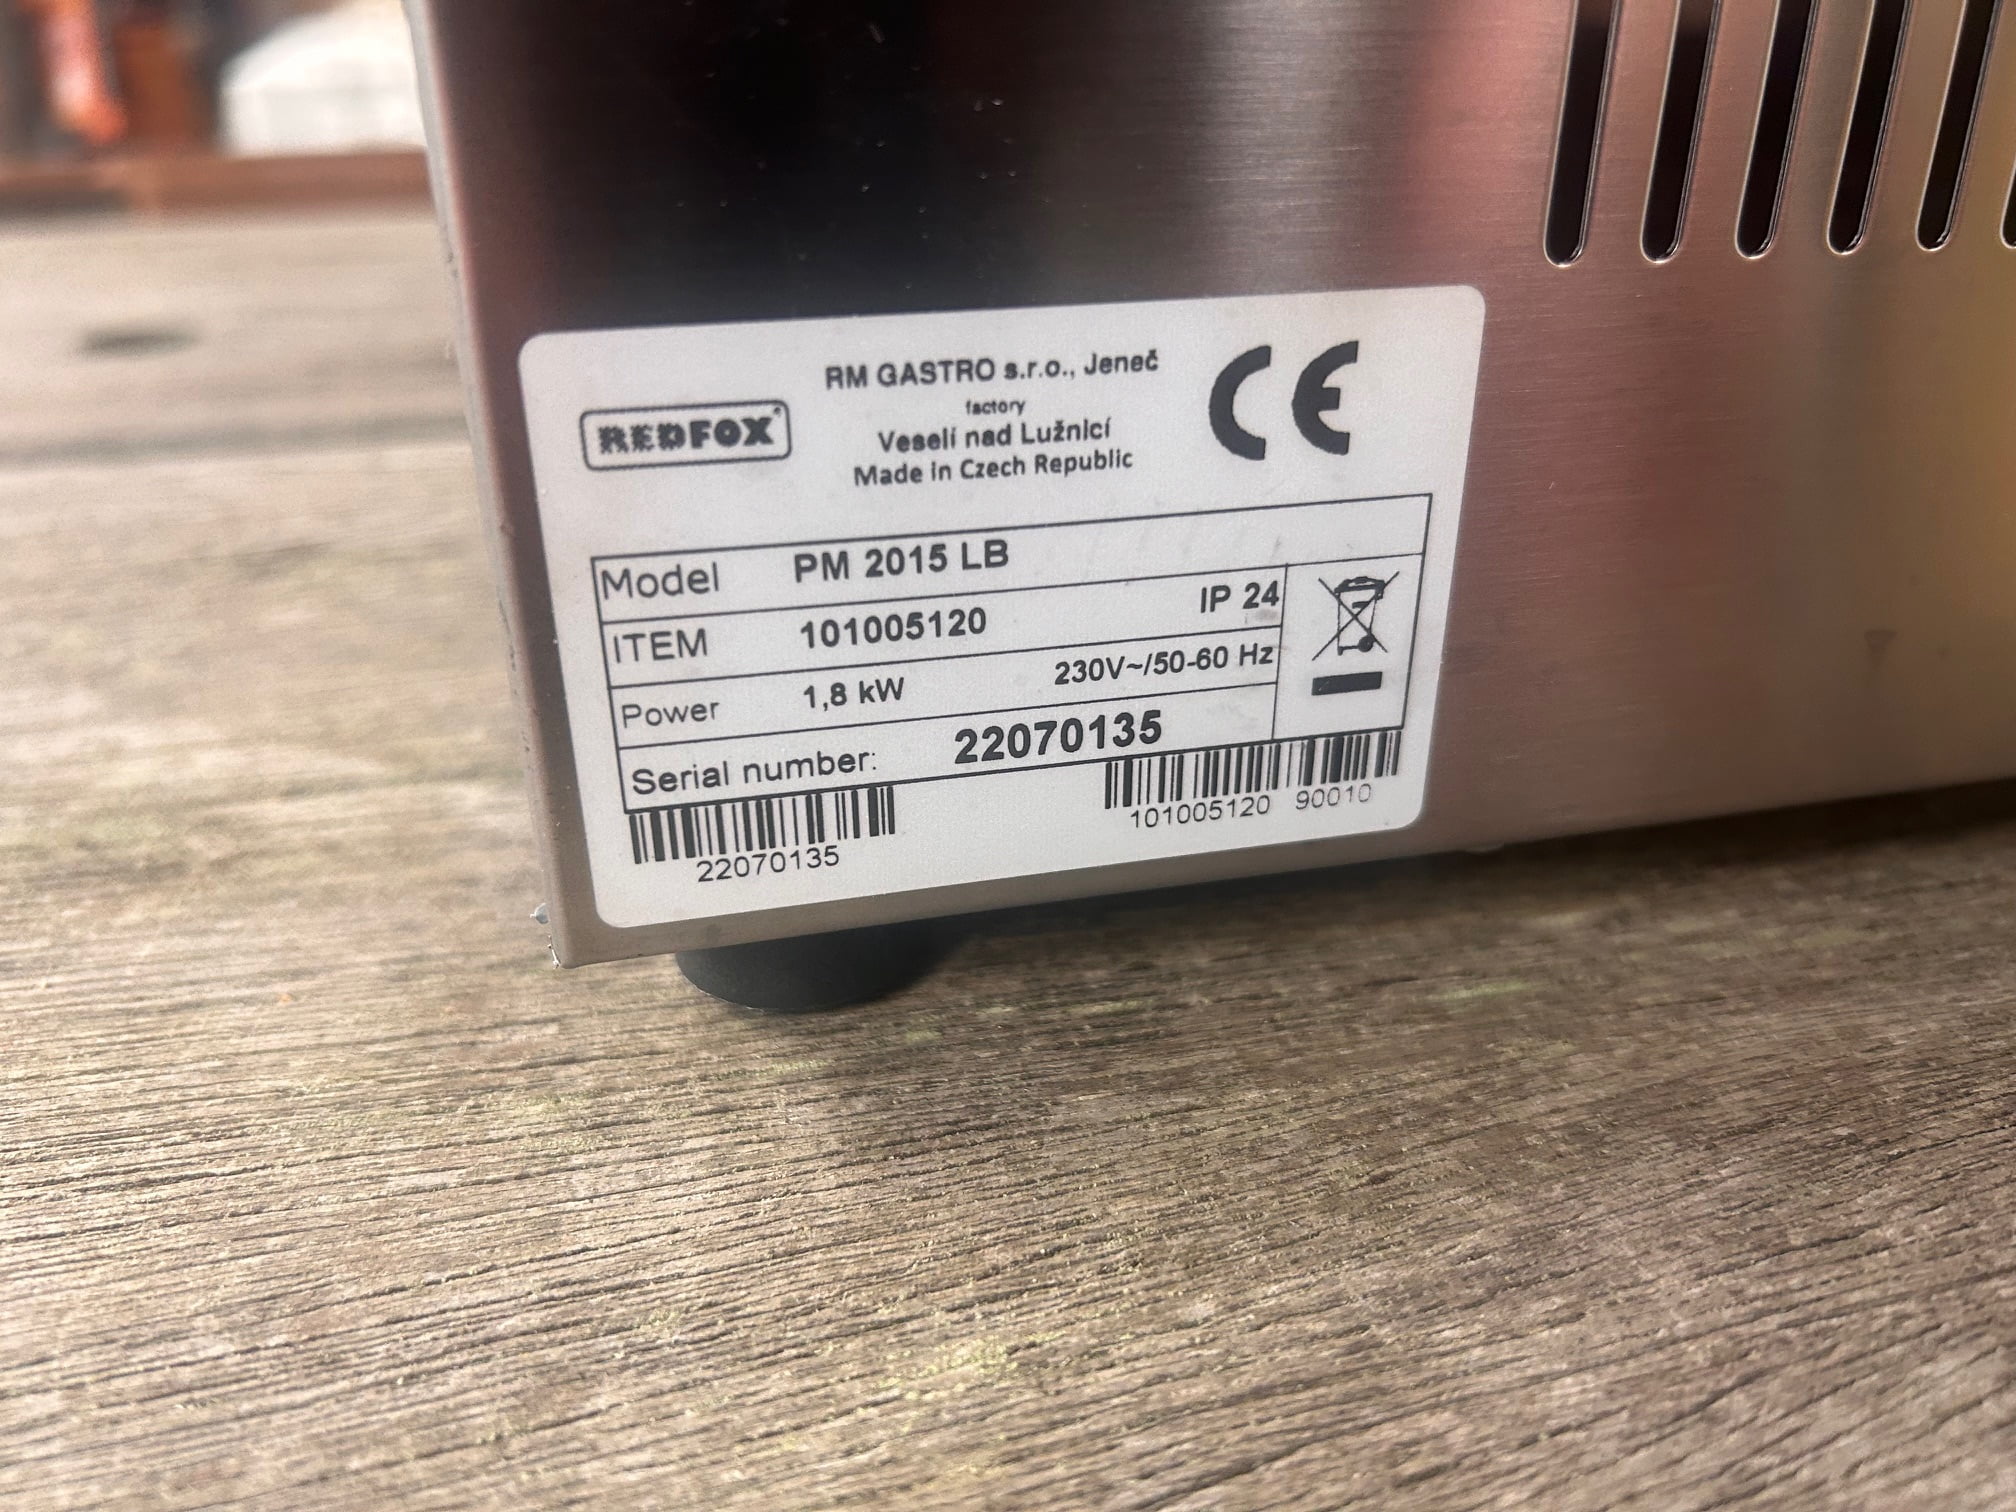 REDFOX
RM GASTRO s.r.o., Jeneč
factory
Veselí nad Lužnicí
Made in Czech Republic
CE
Model PM 2015 LB
ITEM 101005120 IP 24
Power 1,8 kW 230V~/50-60 Hz
Serial number: 22070135
22070135
101005120 90010